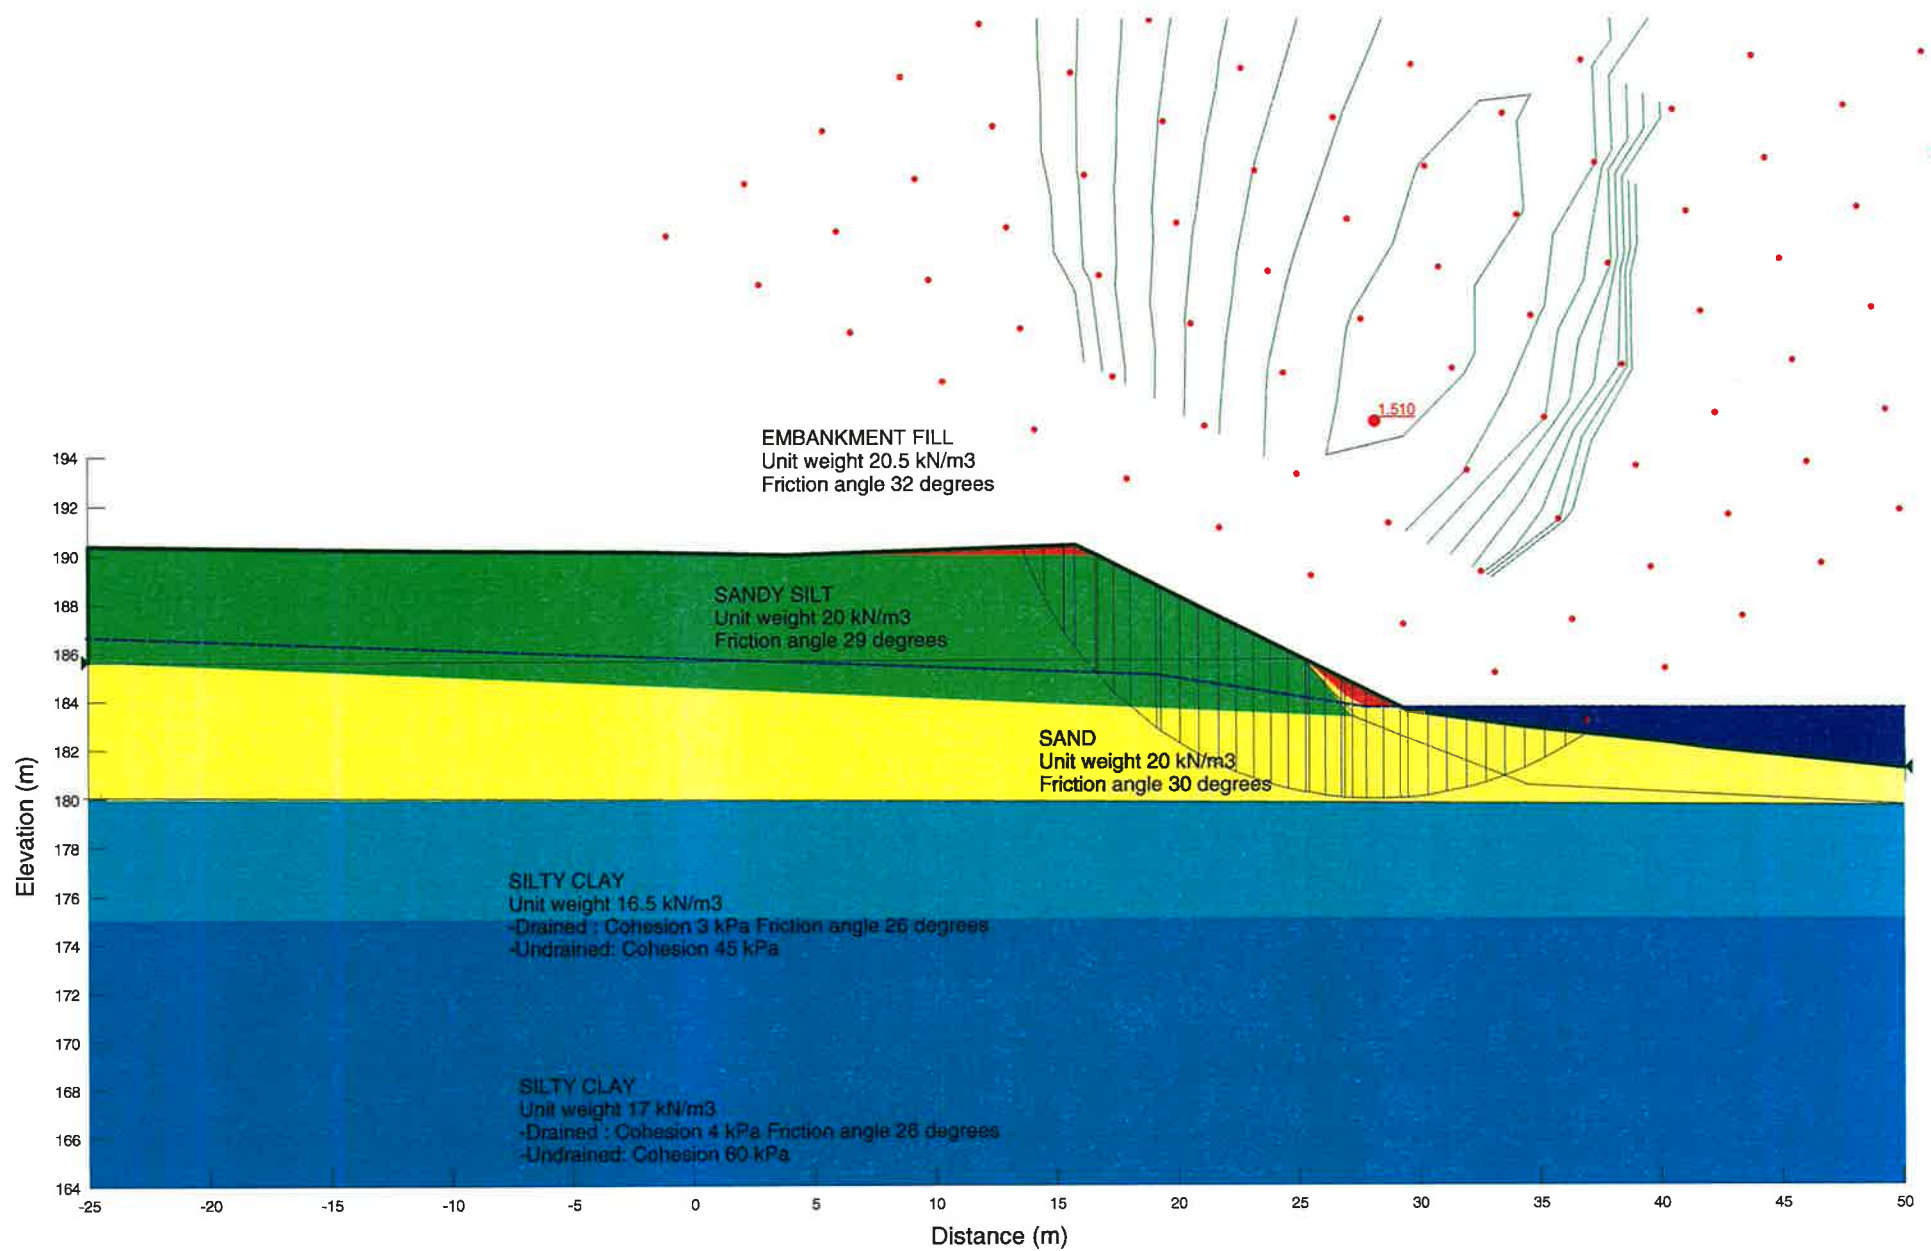 1.510
EMBANKMENT FILL
Unit weight 20.5 kN/m3
Friction angle 32 degrees
194
192
190
188
186
184
182
180
178
176
174
172
170
168
166
164
Elevation (m)
SANDY SILT
Unit weight 20 kN/m3
Friction angle 29 degrees
SAND
Unit weight 20 kN/m3
Friction angle 30 degrees
SILTY CLAY
Unit weight 16.5 kN/m3
-Drained : Cohesion 3 kPa Friction angle 26 degrees
-Undrained: Cohesion 45 kPa
SILTY CLAY
Unit weight 17 kN/m3
-Drained : Cohesion 4 kPa Friction angle 26 degrees
-Undrained: Cohesion 60 kPa
-25 -20 -15 -10 -5 0 5 10 15 20 25 30 35 40 45 50
Distance (m)